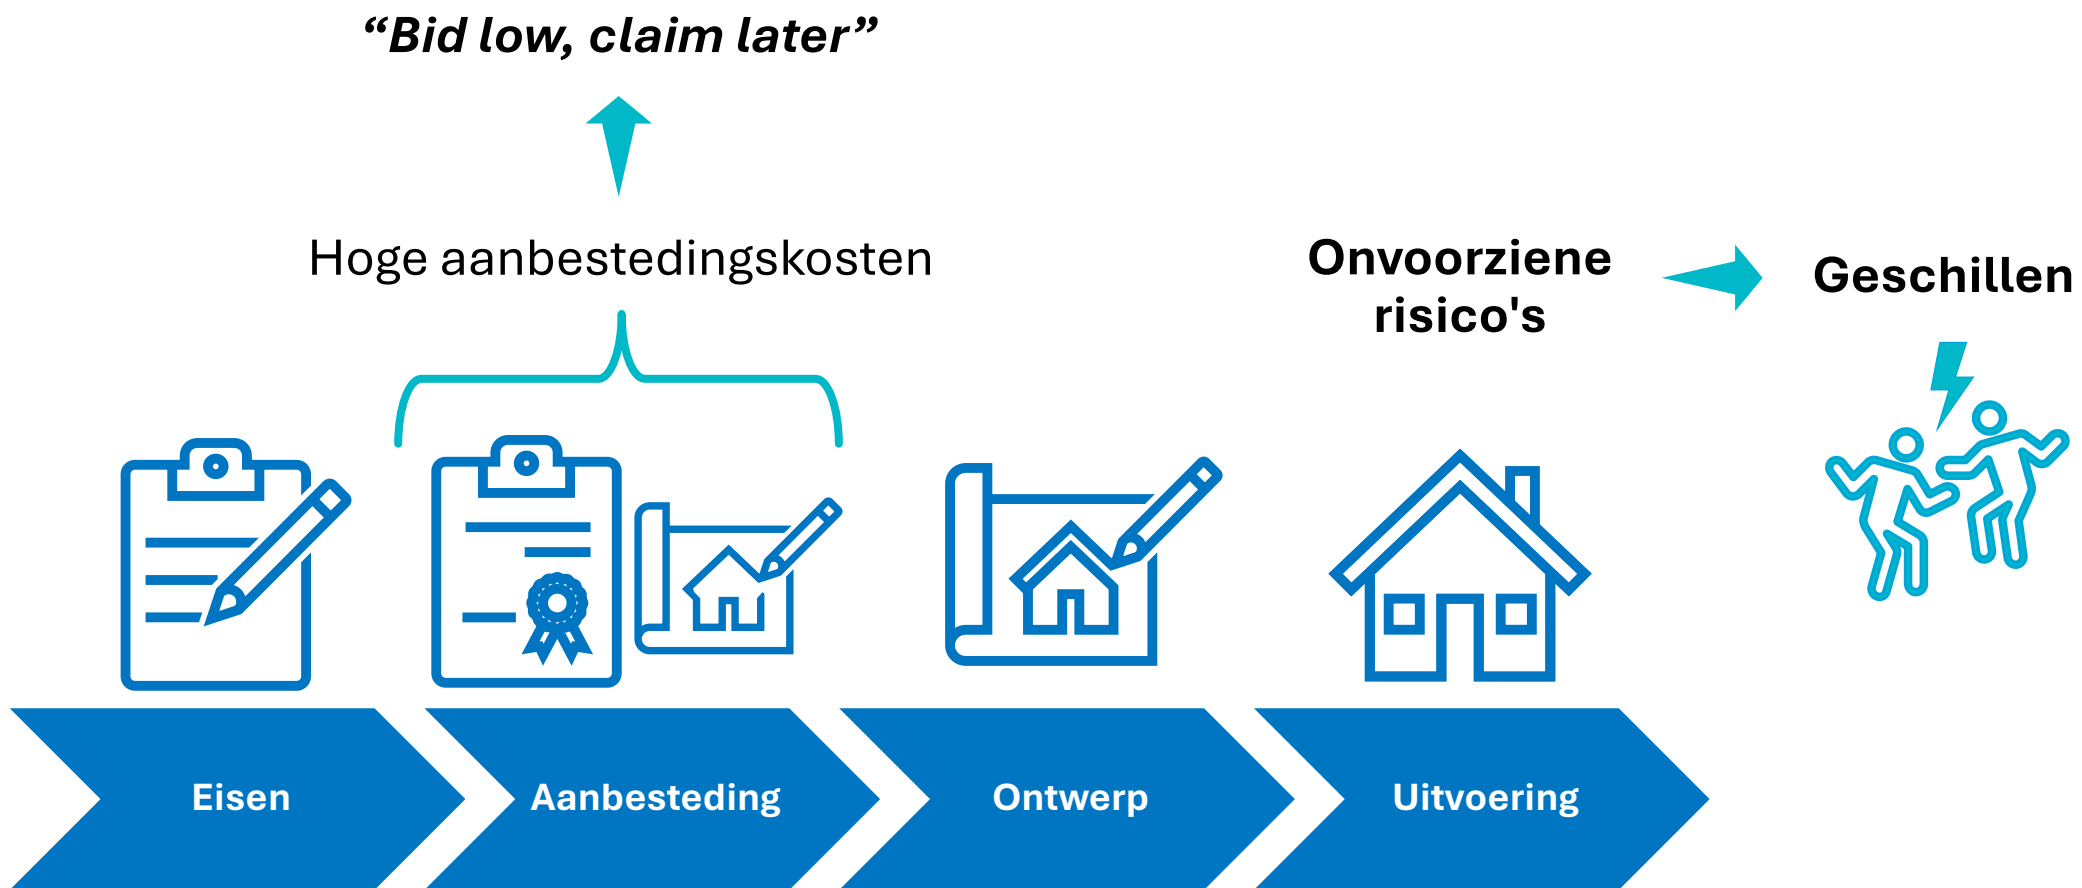 “Bid low, claim later”
Hoge aanbestedingskosten
Onvoorziene
risico's
Geschillen
Eisen
Aanbesteding
Ontwerp
Uitvoering